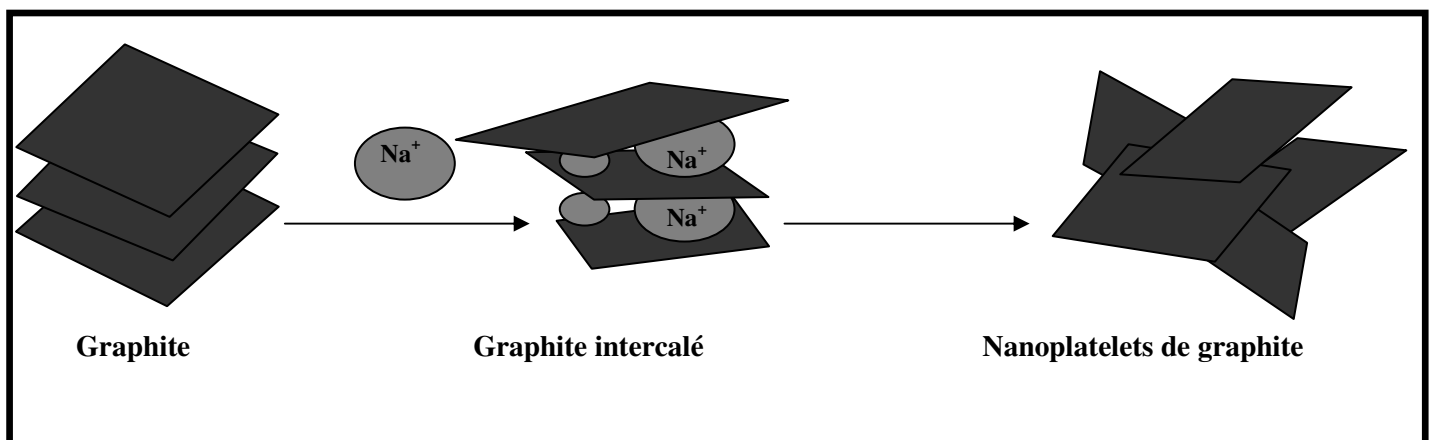 Na⁺
Na⁺
Na⁺
Graphite
Graphite intercalé
Nanoplatelets de graphite